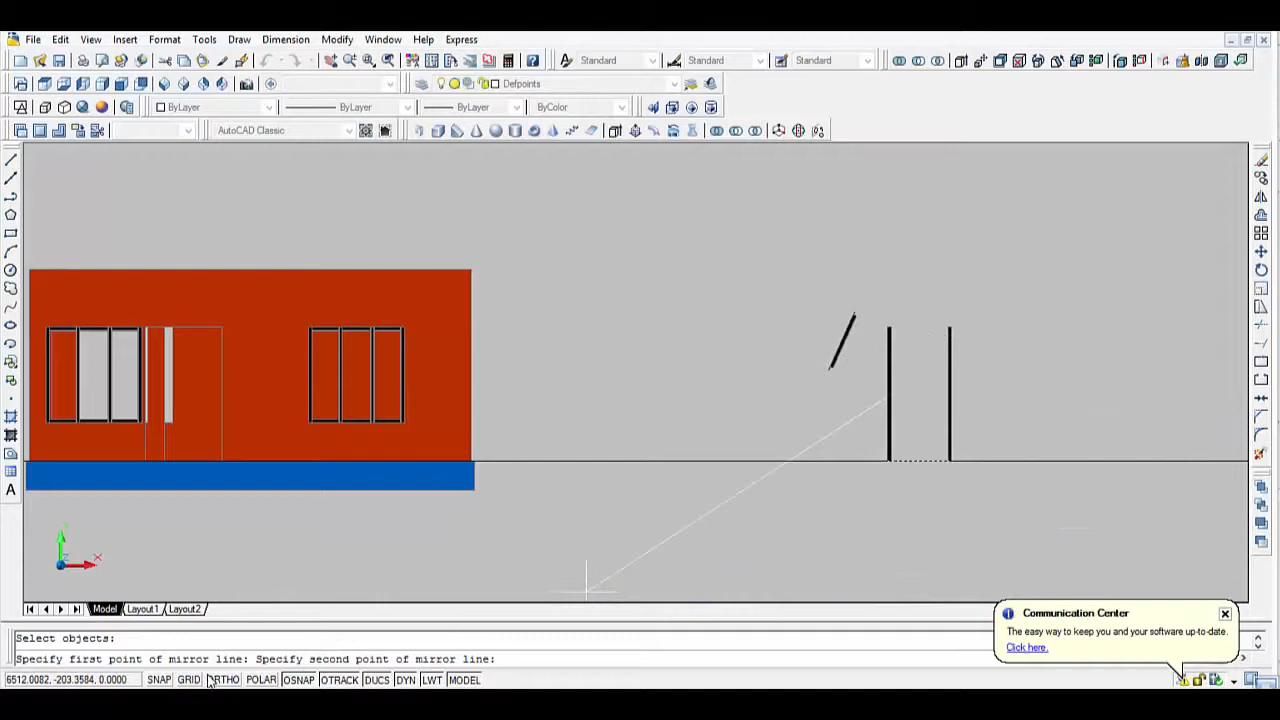 File Edit View Insert Format Tools Draw Dimension Modify Window Help Express
Standard Standard Standard
Defpoints
ByLayer ByLayer ByLayer ByColor
AutoCAD Classic
A
X
Model Layout1 Layout2
Communication Center
The easy way to keep you and your software up-to-date.
Click here.
Select objects:
Specify first point of mirror line: Specify second point of mirror line:
6512.0082, -203.3584, 0.0000 SNAP GRID ORTHO POLAR OSNAP OTRACK DUCS DYN LWT MODEL